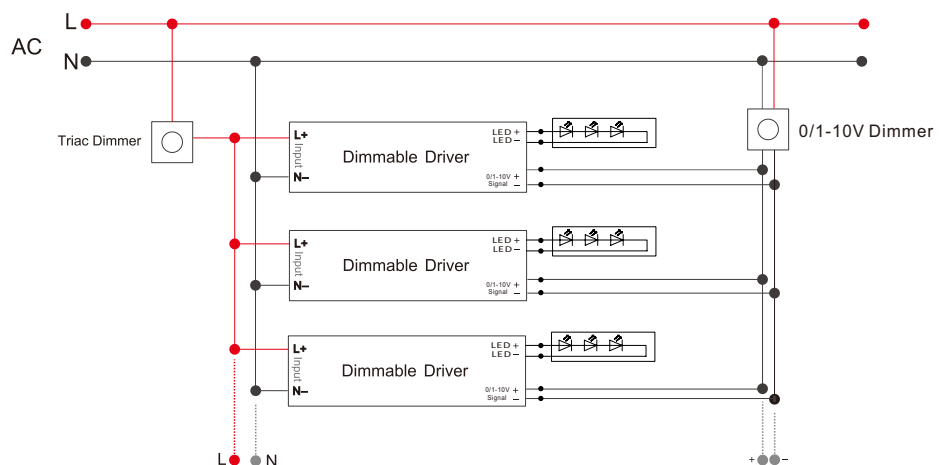 L
AC
N
Triac Dimmer
0/1-10V Dimmer
L+
Input
N−
Dimmable Driver
LED +
LED −
0/1-10V +
Signal −
L+
Input
N−
Dimmable Driver
LED +
LED −
0/1-10V +
Signal −
L+
Input
N−
Dimmable Driver
LED +
LED −
0/1-10V +
Signal −
L N + −